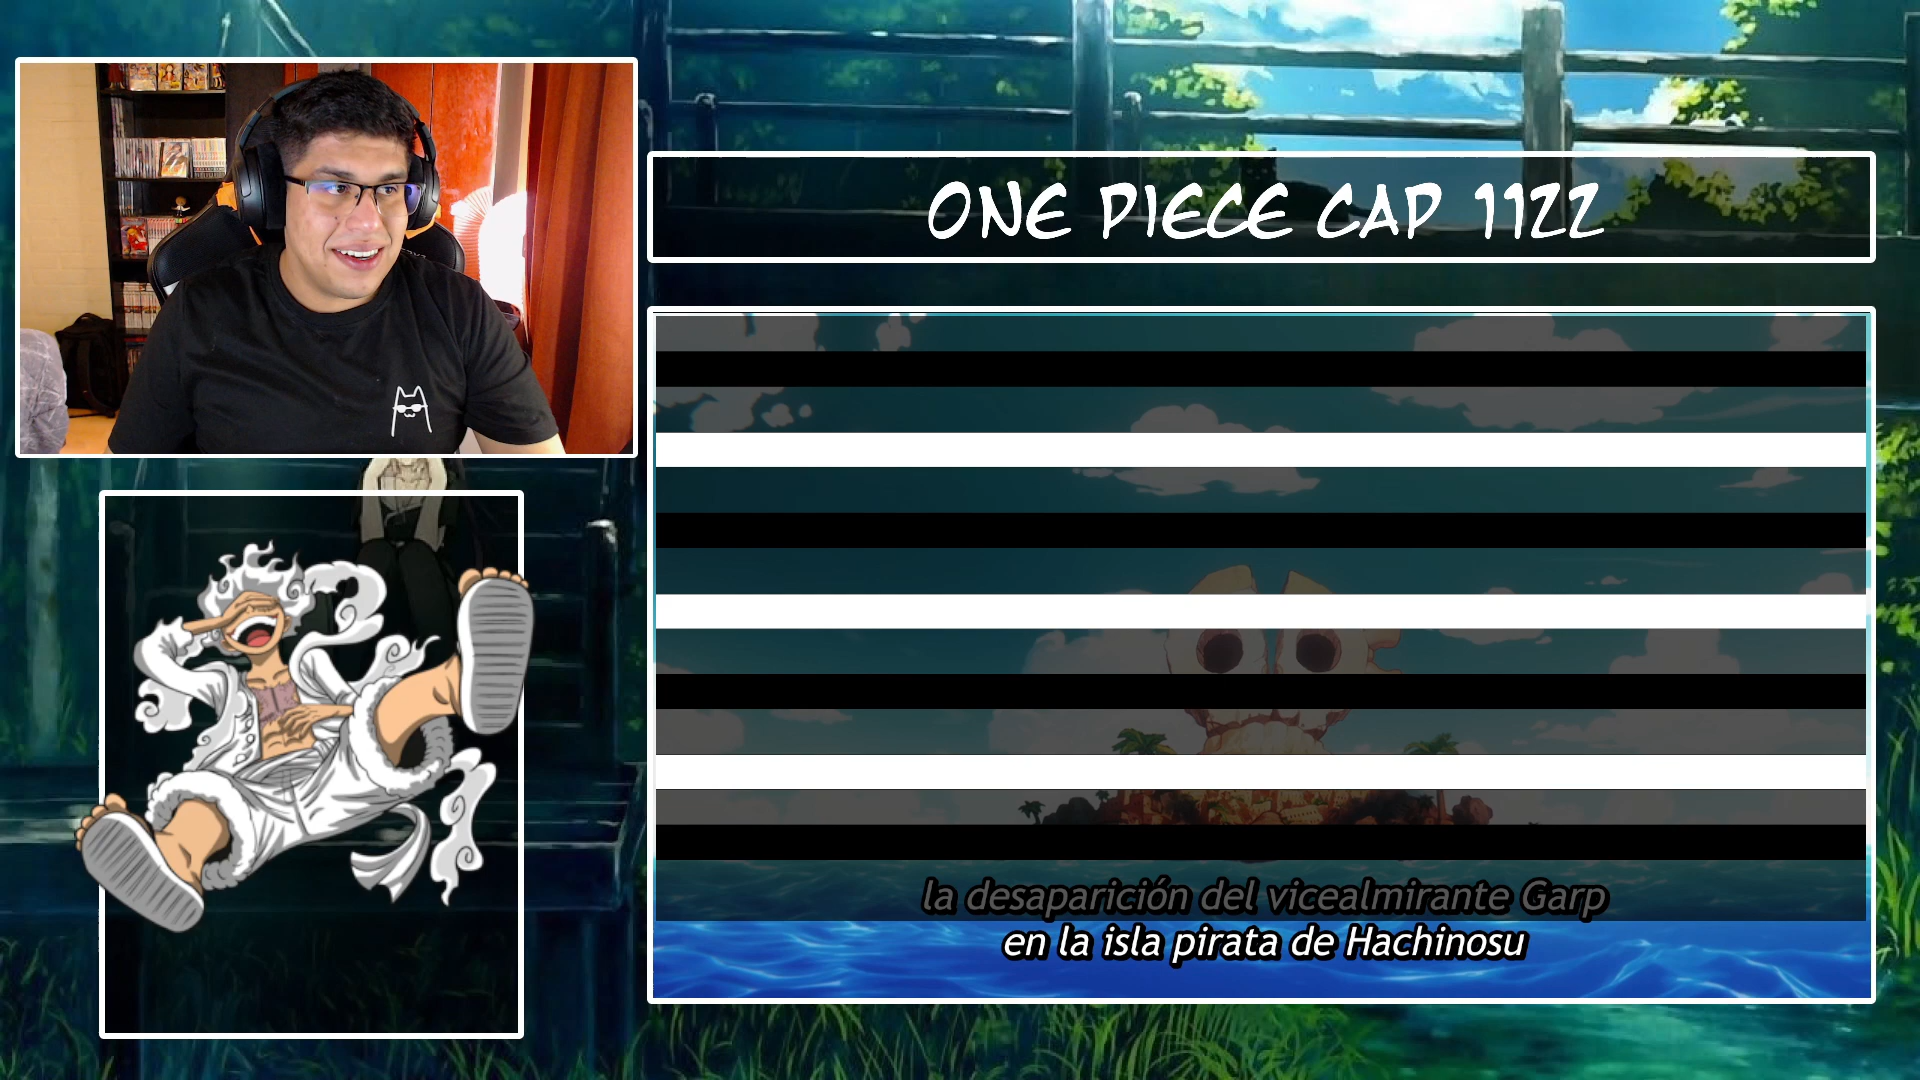 ONE PIECE CAP 1122
la desaparición del vicealmirante Garp
en la isla pirata de Hachinosu